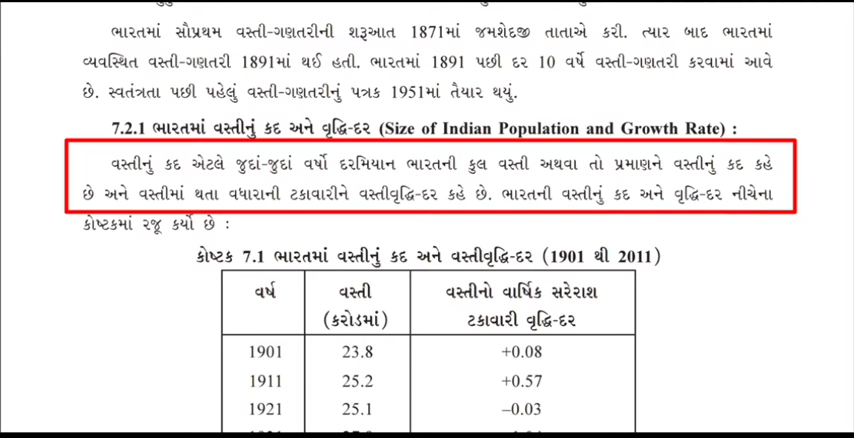 ભારતમાં સૌપ્રથમ વસ્તી-ગણતરીની શરૂઆત 1871માં જમશેદજી તાતાએ કરી. ત્યાર બાદ ભારતમાં
વ્યવસ્થિત વસ્તી-ગણતરી 1891માં થઈ હતી. ભારતમાં 1891 પછી દર 10 વર્ષે વસ્તી-ગણતરી કરવામાં આવે
છે. સ્વતંત્રતા પછી પહેલું વસ્તી-ગણતરીનું પત્રક 1951માં તૈયાર થયું.
7.2.1 ભારતમાં વસ્તીનું કદ અને વૃદ્ધિ-દર (Size of Indian Population and Growth Rate) :
વસ્તીનું કદ એટલે જુદાં-જુદાં વર્ષો દરમિયાન ભારતની કુલ વસ્તી અથવા તો પ્રમાણને વસ્તીનું કદ કહે
છે અને વસ્તીમાં થતા વધારાની ટકાવારીને વસ્તીવૃદ્ધિ-દર કહે છે. ભારતની વસ્તીનું કદ અને વૃદ્ધિ-દર નીચેના
કોષ્ટકમાં રજૂ કર્યો છે :
કોષ્ટક 7.1 ભારતમાં વસ્તીનું કદ અને વસ્તીવૃદ્ધિ-દર (1901 થી 2011)
વર્ષ વસ્તી વસ્તીનો વાર્ષિક સરેરાશ
(કરોડમાં) ટકાવારી વૃદ્ધિ-દર
1901 23.8 +0.08
1911 25.2 +0.57
1921 25.1 –0.03